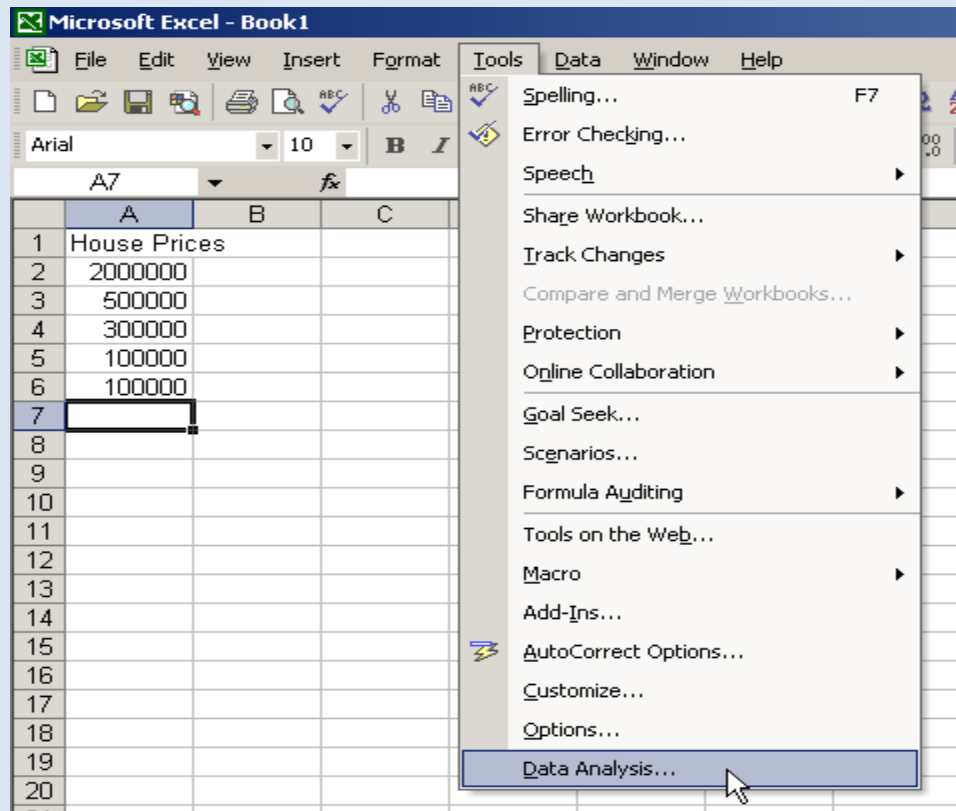 Microsoft Excel - Book1
File Edit View Insert Format Tools Data Window Help
Arial 10 B I
A7 fx
A B C
1 House Prices
2 2000000
3 500000
4 300000
5 100000
6 100000
7
8
9
10
11
12
13
14
15
16
17
18
19
20
Spelling... F7
Error Checking...
Speech
Share Workbook...
Track Changes
Compare and Merge Workbooks...
Protection
Online Collaboration
Goal Seek...
Scenarios...
Formula Auditing
Tools on the Web...
Macro
Add-Ins...
AutoCorrect Options...
Customize...
Options...
Data Analysis...